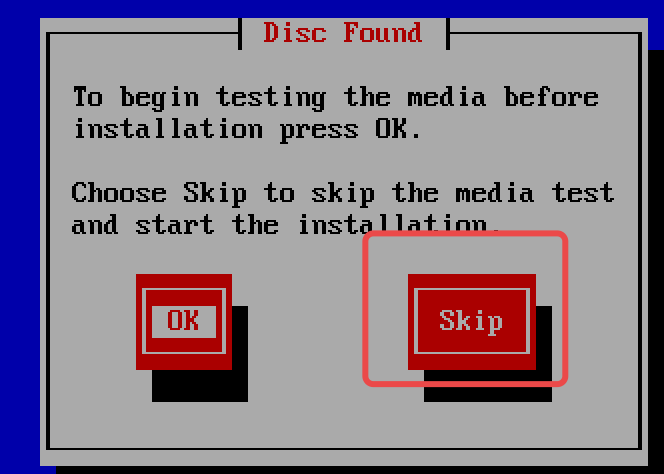 Disc Found
To begin testing the media before
installation press OK.
Choose Skip to skip the media test
and start the installation.
OK
Skip